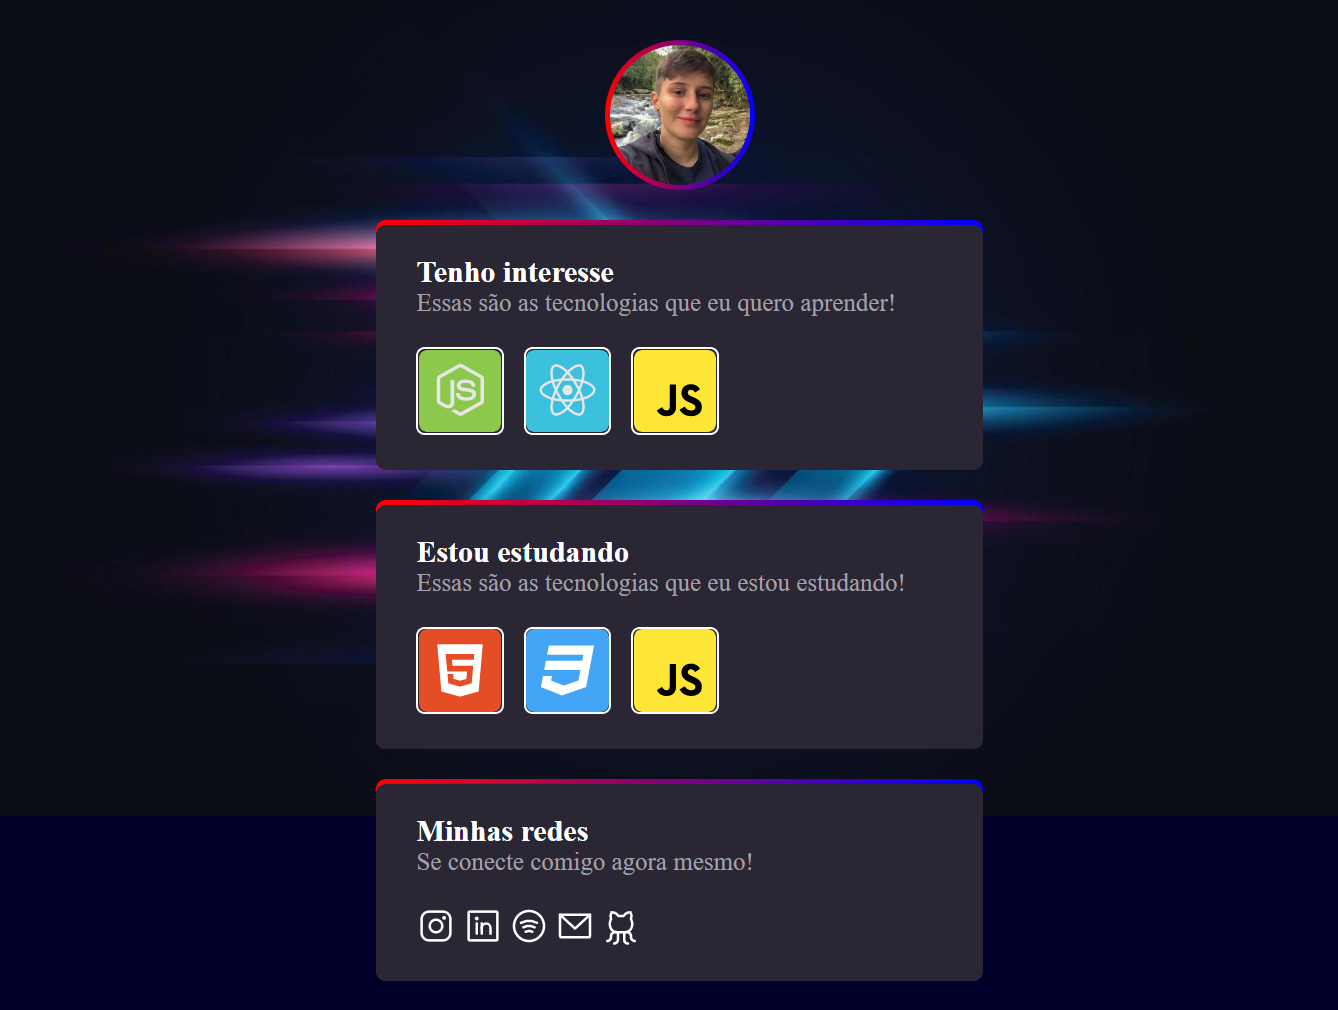 Tenho interesse
Essas são as tecnologias que eu quero aprender!
JS
JS
Estou estudando
Essas são as tecnologias que eu estou estudando!
5
JS
Minhas redes
Se conecte comigo agora mesmo!
in